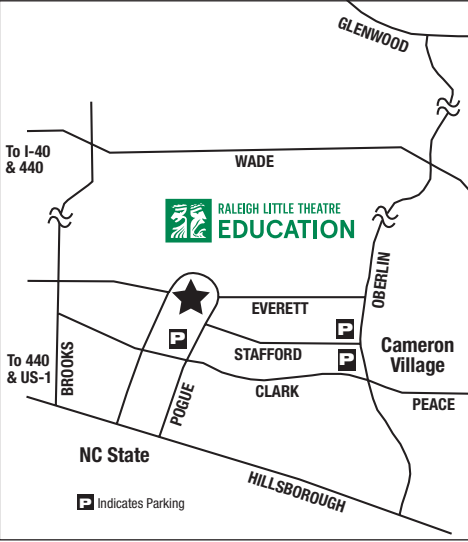 GLENWOOD
To I-40
& 440
WADE
RALEIGH LITTLE THEATRE
EDUCATION
OBERLIN
EVERETT
P
P
STAFFORD
P
Cameron
Village
To 440
& US-1
BROOKS
POGUE
CLARK
PEACE
NC State
HILLSBOROUGH
P Indicates Parking